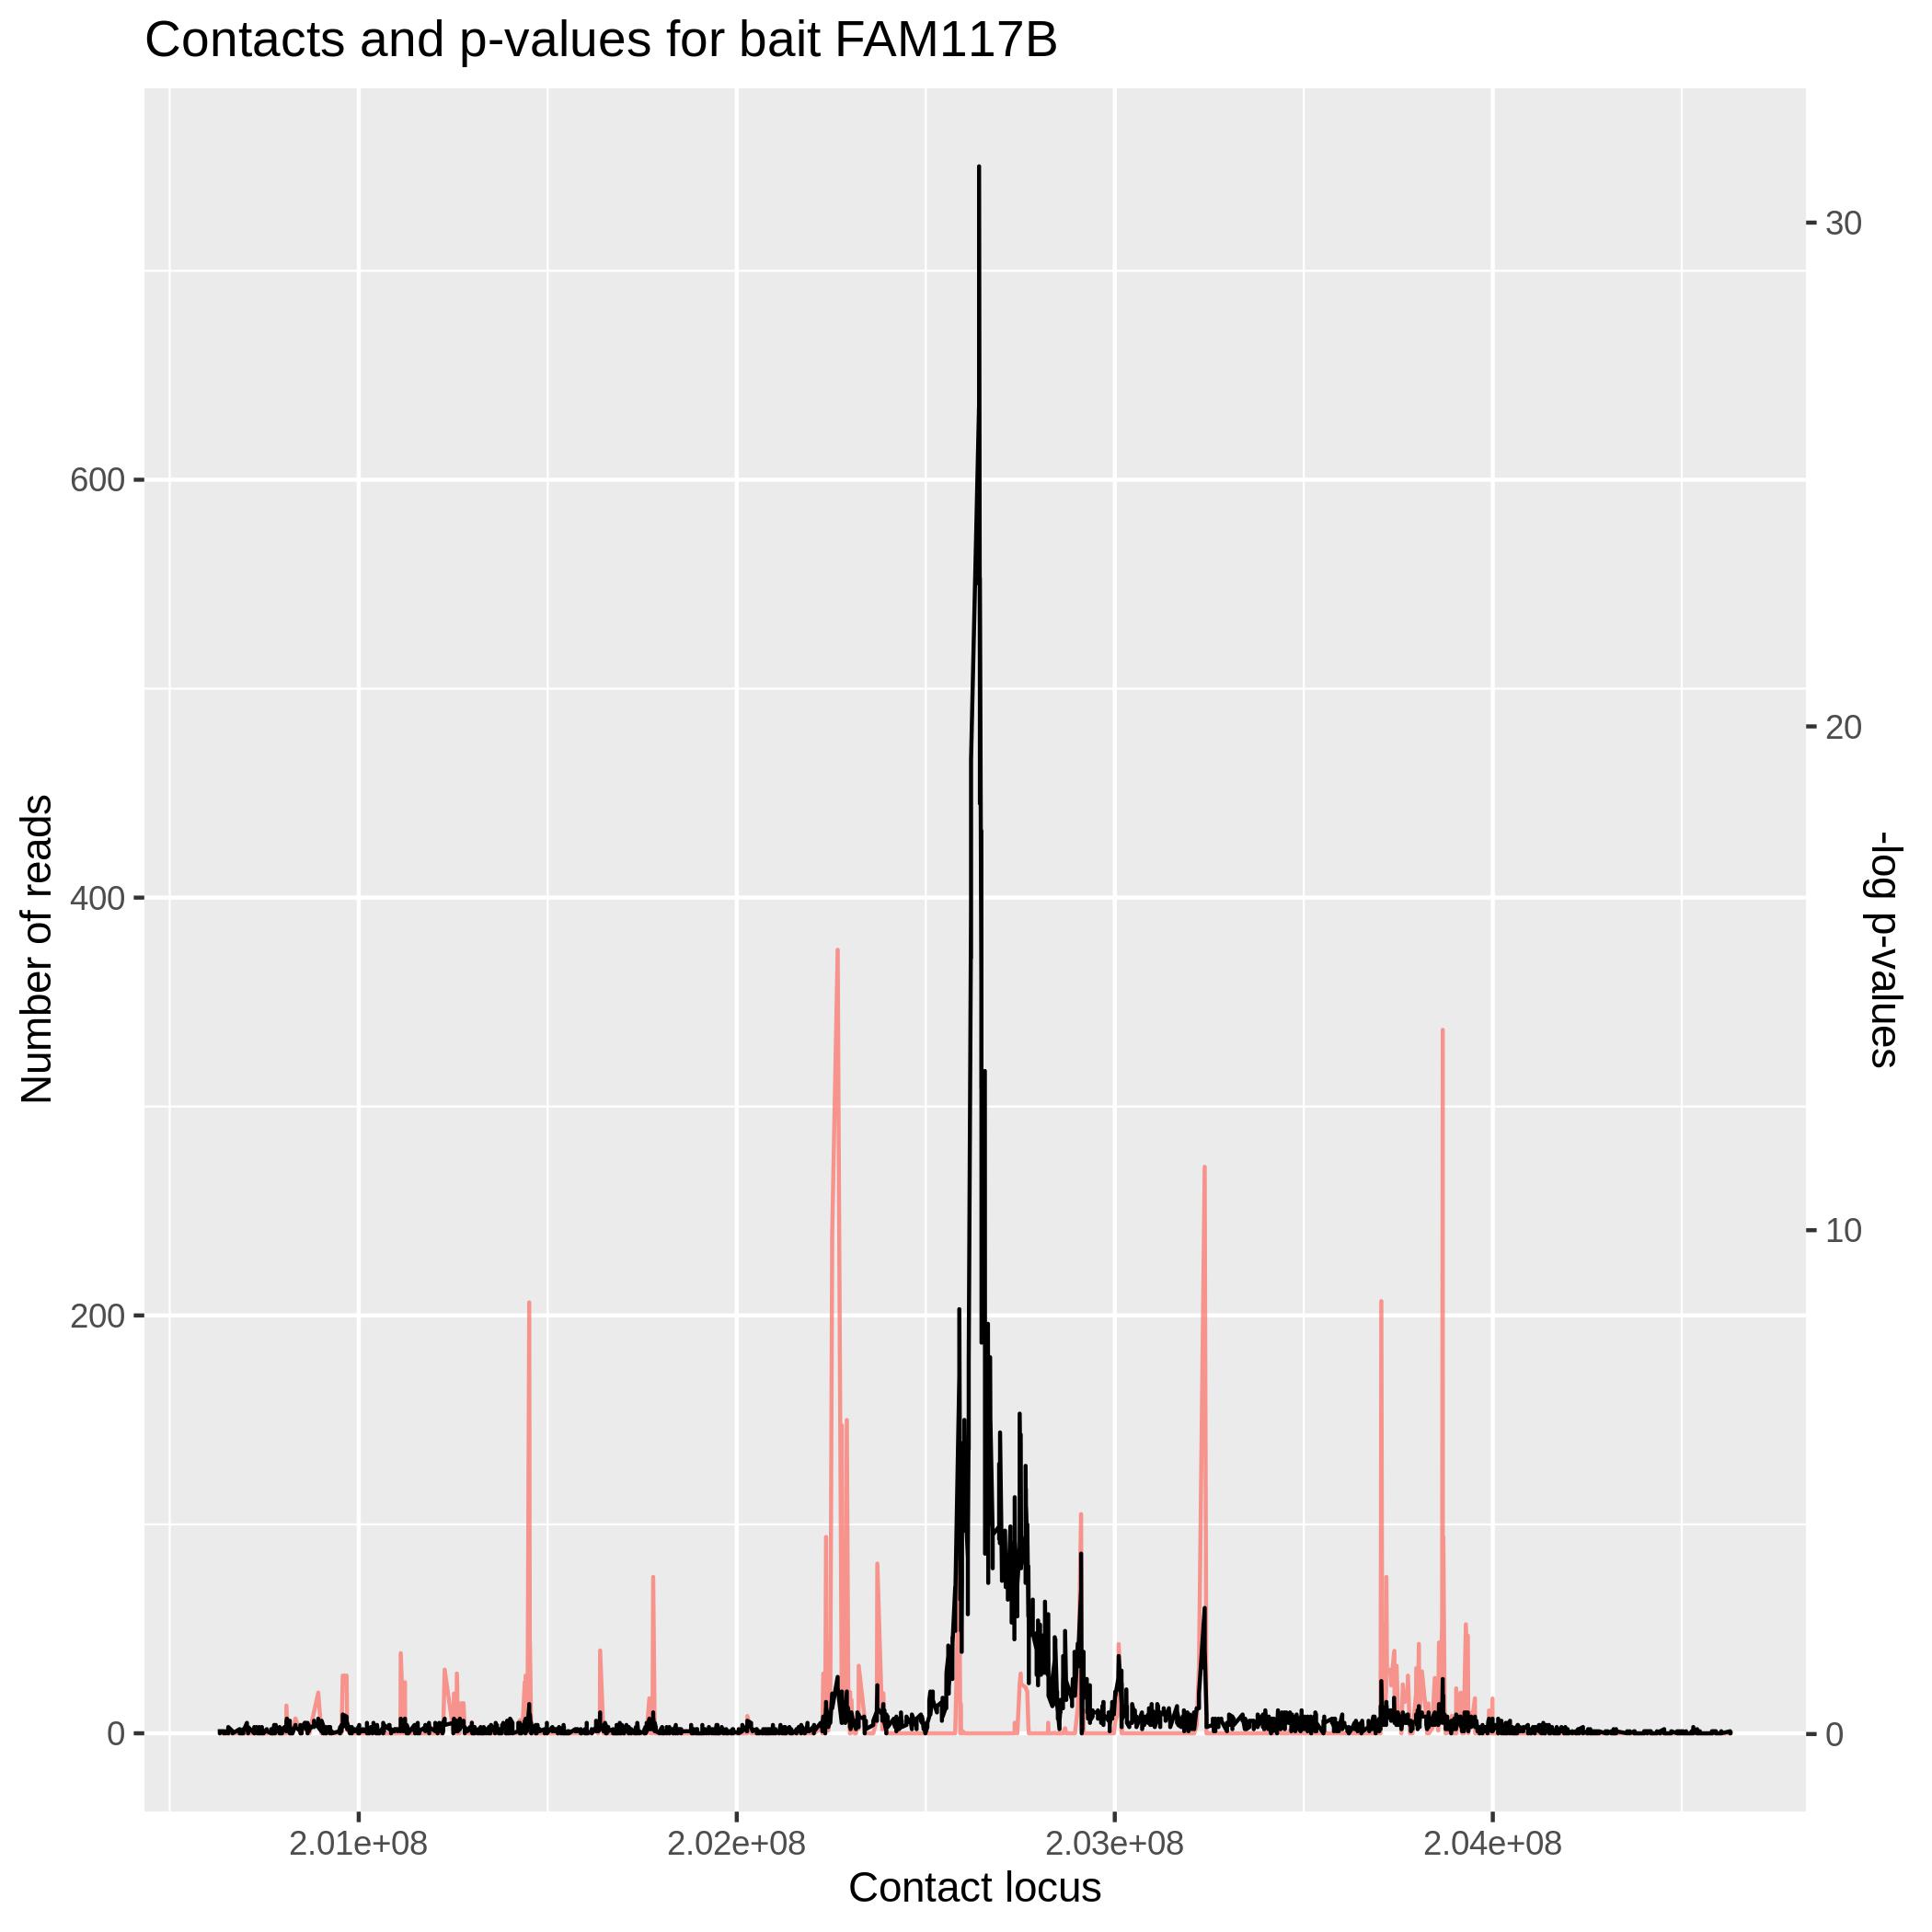 Contacts and p-values for bait FAM117B
Number of reads
600
400
200
0
30
20
10
0
-log p-values
2.01e+08
2.02e+08
2.03e+08
2.04e+08
Contact locus